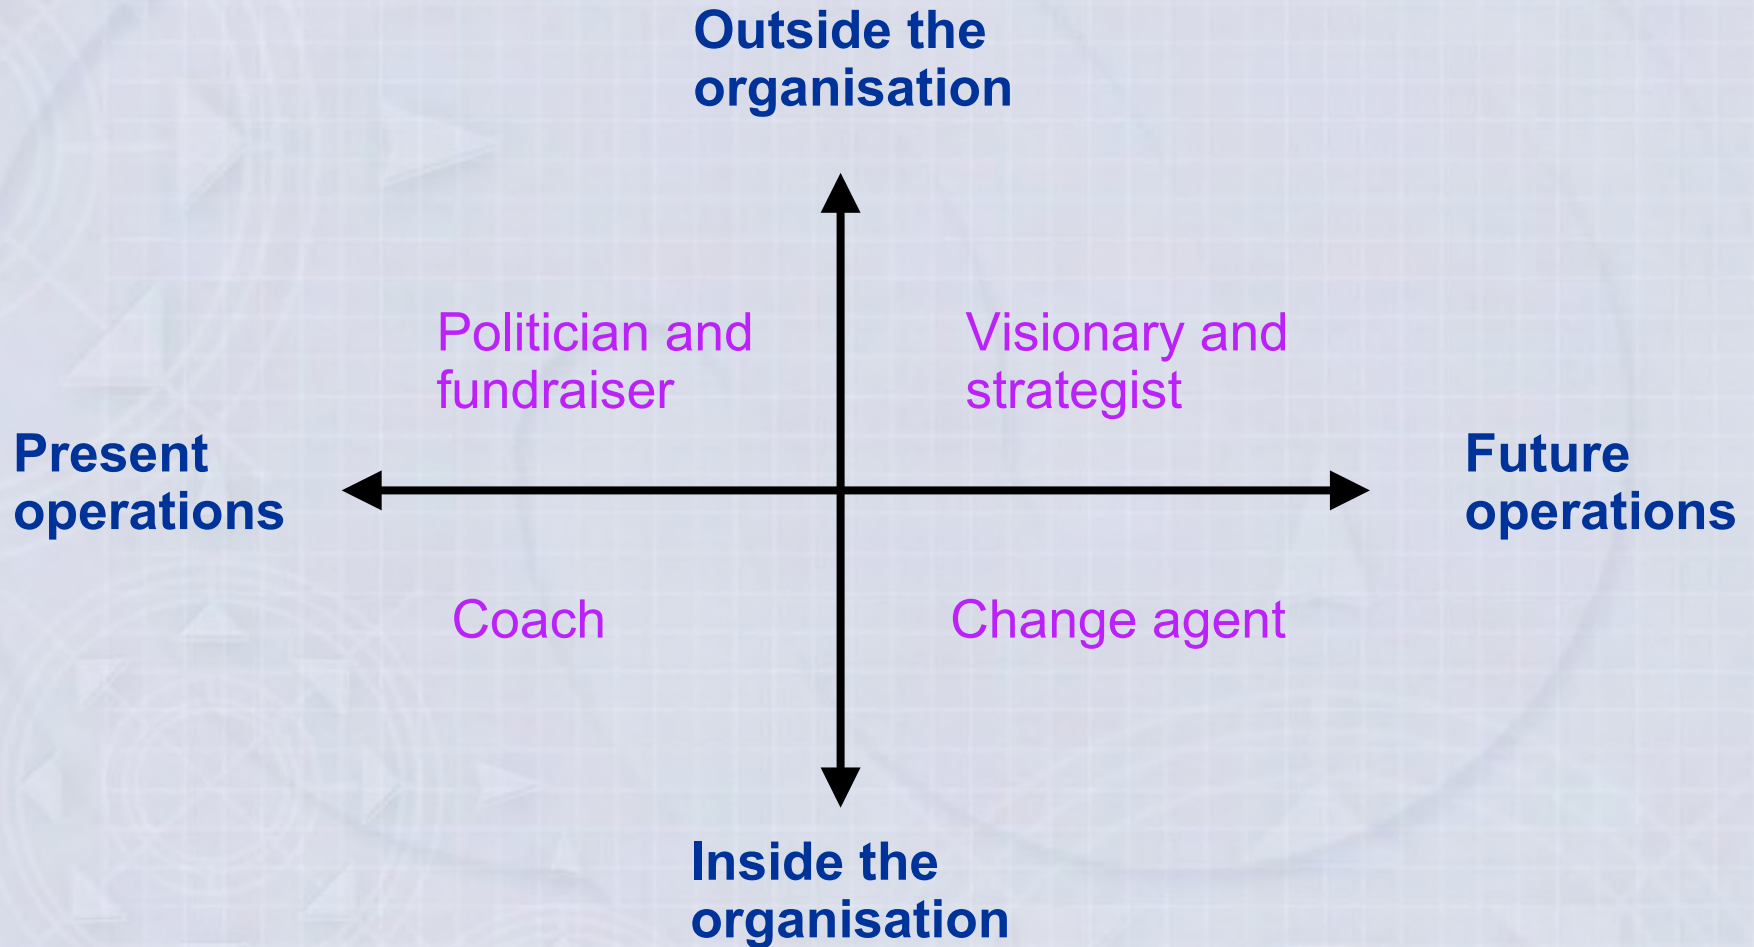 Outside the
organisation
Politician and
fundraiser
Visionary and
strategist
Present
operations
Future
operations
Coach
Change agent
Inside the
organisation